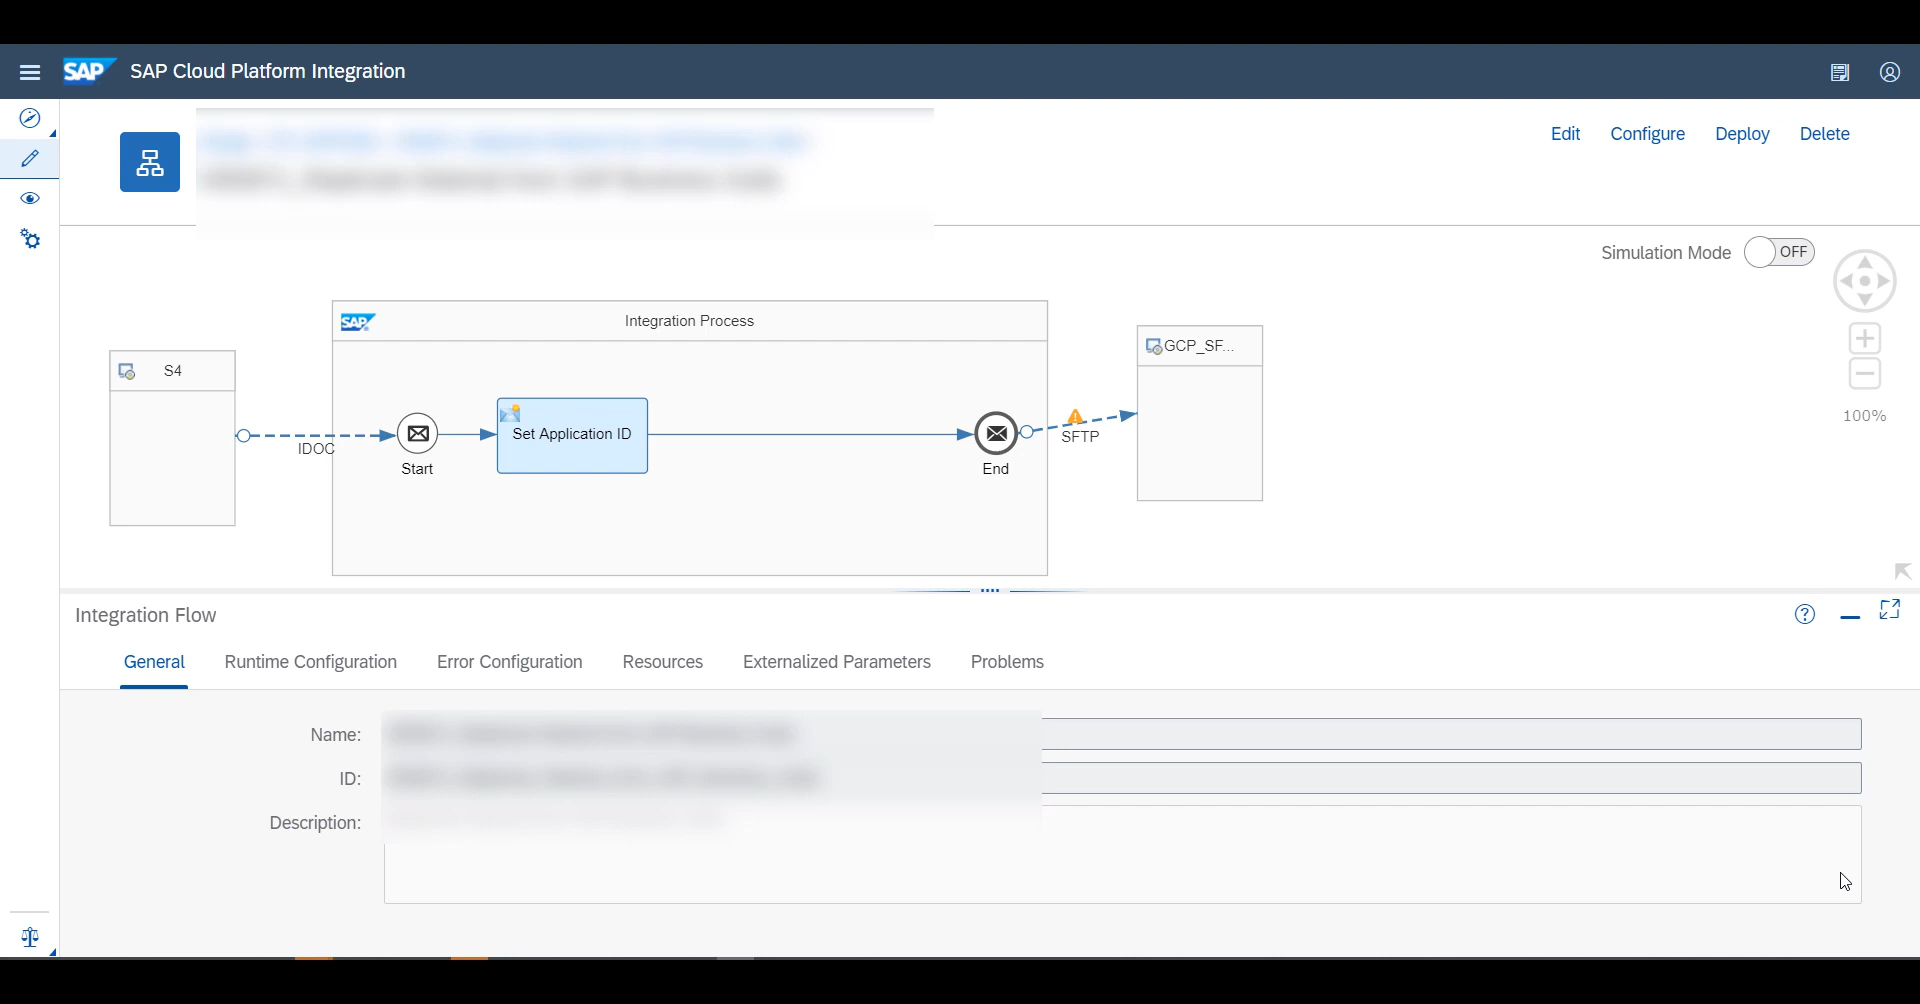 SAP SAP Cloud Platform Integration
Edit Configure Deploy Delete
Simulation Mode OFF
SAP Integration Process
S4
GCP_SF...
100%
Set Application ID
IDOC
SFTP
Start
End
Integration Flow
General Runtime Configuration Error Configuration Resources Externalized Parameters Problems
Name:
ID:
Description: